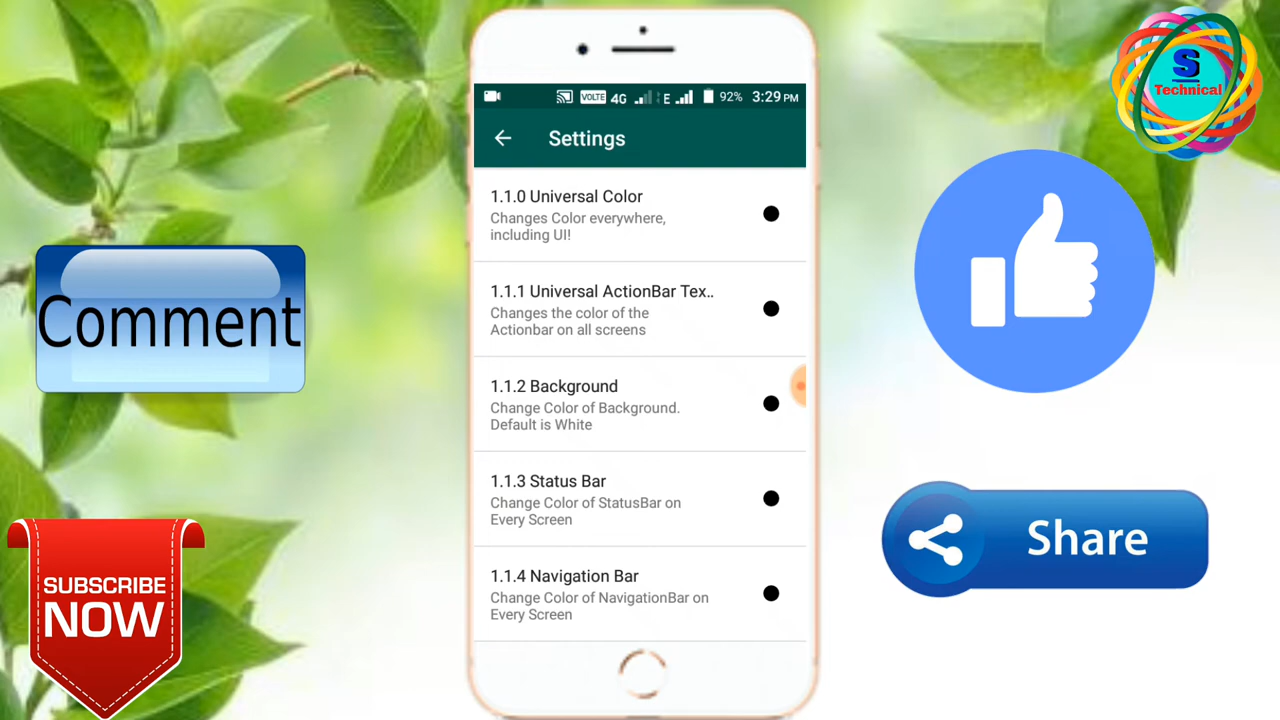 S
Technical
VOLTE 4G E 92% 3:29 PM
Settings
1.1.0 Universal Color
Changes Color everywhere,
including UI!
1.1.1 Universal ActionBar Tex..
Changes the color of the
Actionbar on all screens
1.1.2 Background
Change Color of Background.
Default is White
1.1.3 Status Bar
Change Color of StatusBar on
Every Screen
1.1.4 Navigation Bar
Change Color of NavigationBar on
Every Screen
Comment
SUBSCRIBE
NOW
Share